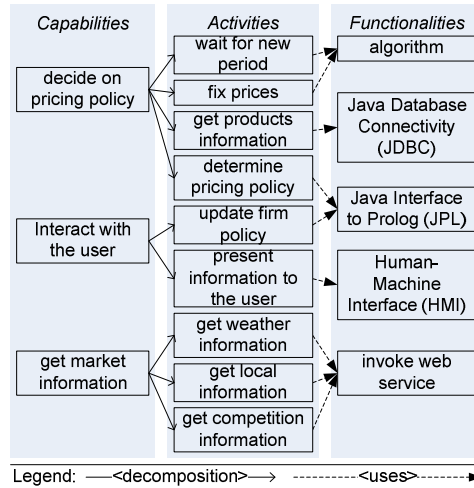 Capabilities
Activities
Functionalities
decide on
pricing policy
Interact with
the user
get market
information
wait for new
period
fix prices
get products
information
determine
pricing policy
update firm
policy
present
information to
the user
get weather
information
get local
information
get competition
information
algorithm
Java Database
Connectivity
(JDBC)
Java Interface
to Prolog (JPL)
Human-
Machine
Interface (HMI)
invoke web
service
Legend: <decomposition> <uses>